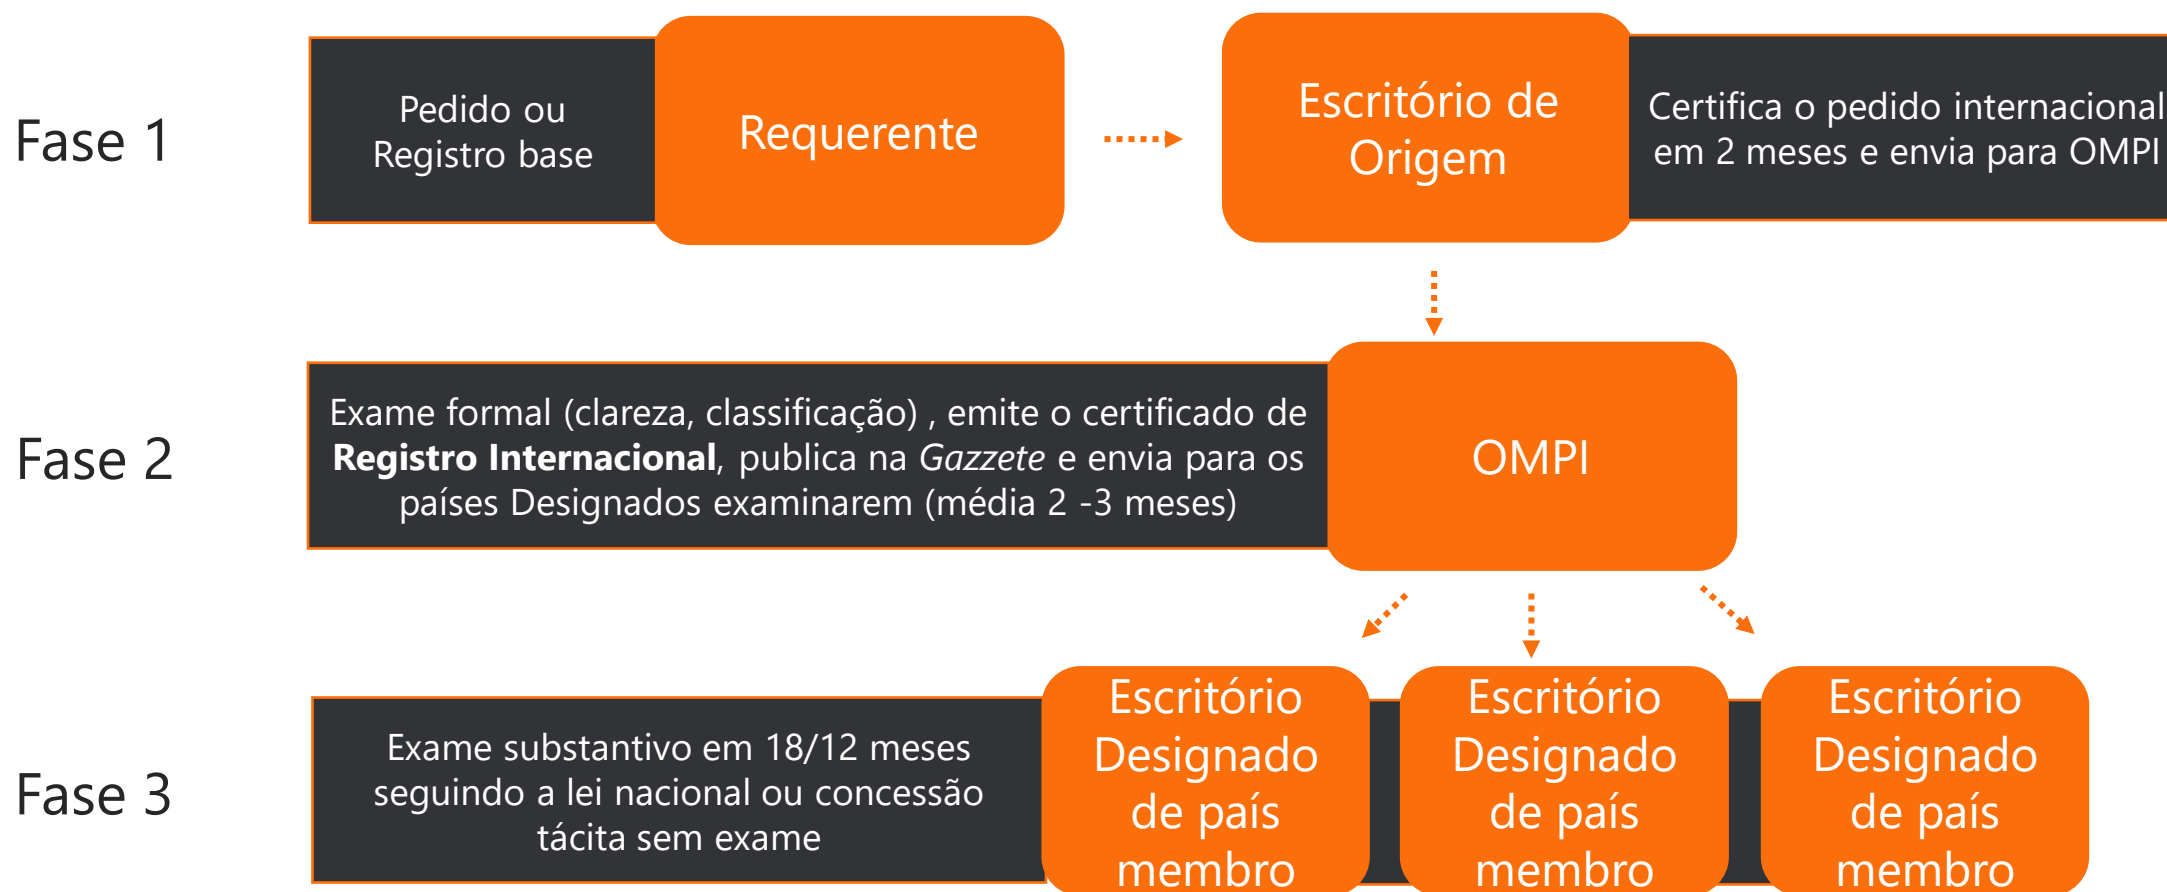 Fase 1
Pedido ou
Registro base
Requerente
Escritório de
Origem
Certifica o pedido internacional
em 2 meses e envia para OMPI
Fase 2
Exame formal (clareza, classificação) , emite o certificado de
Registro Internacional, publica na Gazzete e envia para os
países Designados examinarem (média 2 -3 meses)
OMPI
Fase 3
Exame substantivo em 18/12 meses
seguindo a lei nacional ou concessão
tácita sem exame
Escritório
Designado
de país
membro
Escritório
Designado
de país
membro
Escritório
Designado
de país
membro